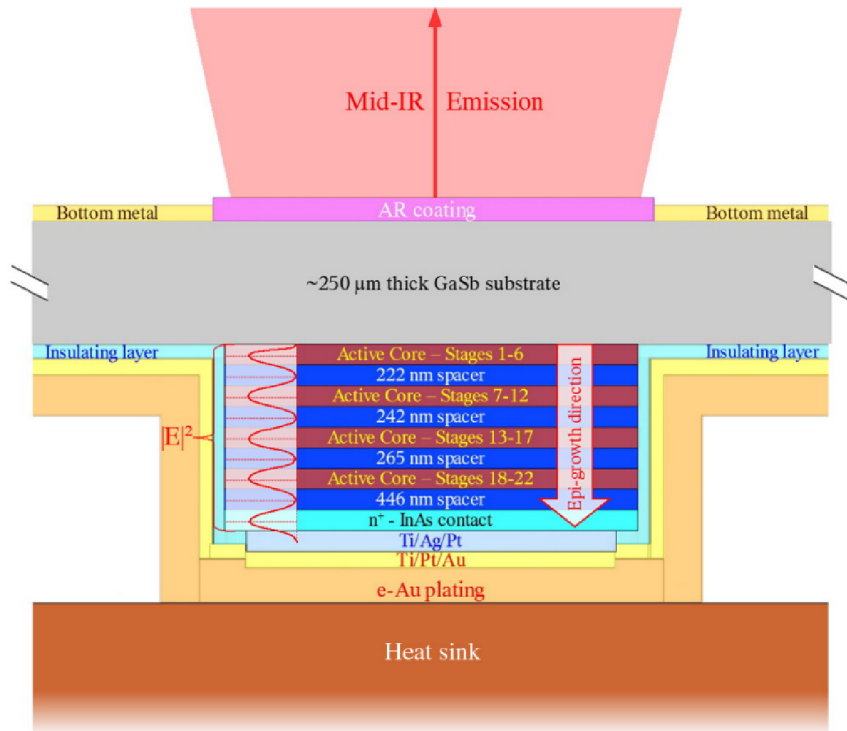 Mid-IR Emission
AR coating
Bottom metal
Bottom metal
~250 µm thick GaSb substrate
Insulating layer
Insulating layer
Active Core – Stages 1-6
222 nm spacer
Active Core – Stages 7-12
242 nm spacer
Active Core – Stages 13-17
265 nm spacer
Active Core – Stages 18-22
446 nm spacer
n⁺ - InAs contact
|E|²
Epi-growth direction
Ti/Ag/Pt
Ti/Pt/Au
e-Au plating
Heat sink